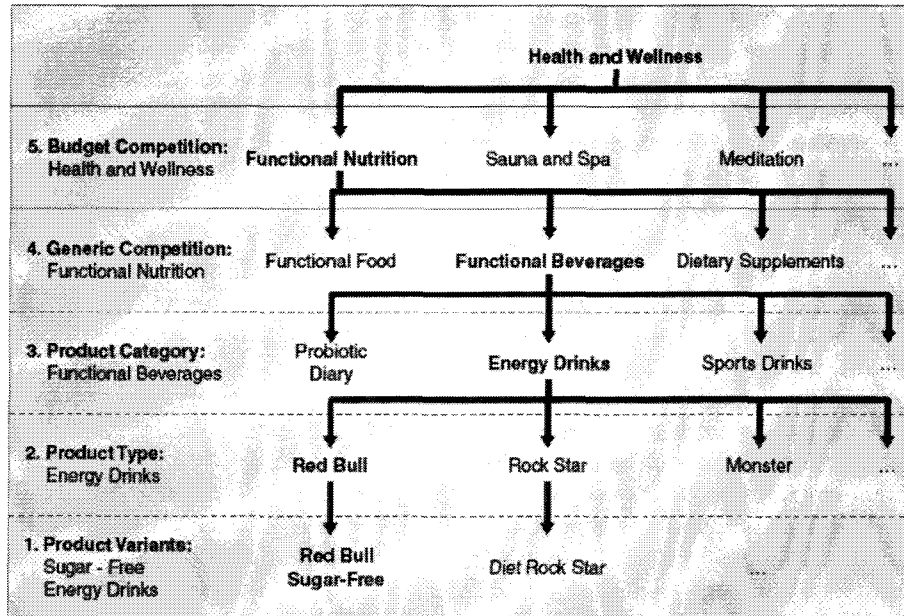 Health and Wellness
5. Budget Competition:
Health and Wellness
Functional Nutrition
Sauna and Spa
Meditation
...
4. Generic Competition:
Functional Nutrition
Functional Food
Functional Beverages
Dietary Supplements
...
3. Product Category:
Functional Beverages
Probiotic
Diary
Energy Drinks
Sports Drinks
...
2. Product Type:
Energy Drinks
Red Bull
Rock Star
Monster
...
1. Product Variants:
Sugar - Free
Energy Drinks
Red Bull
Sugar-Free
Diet Rock Star
...